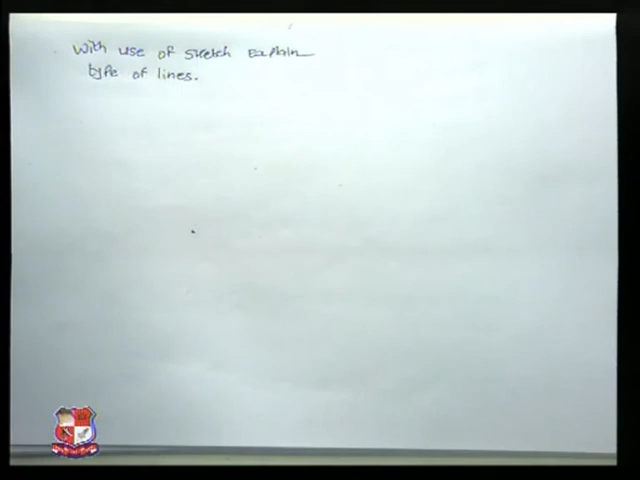 With use of sketch Explain
type of lines.